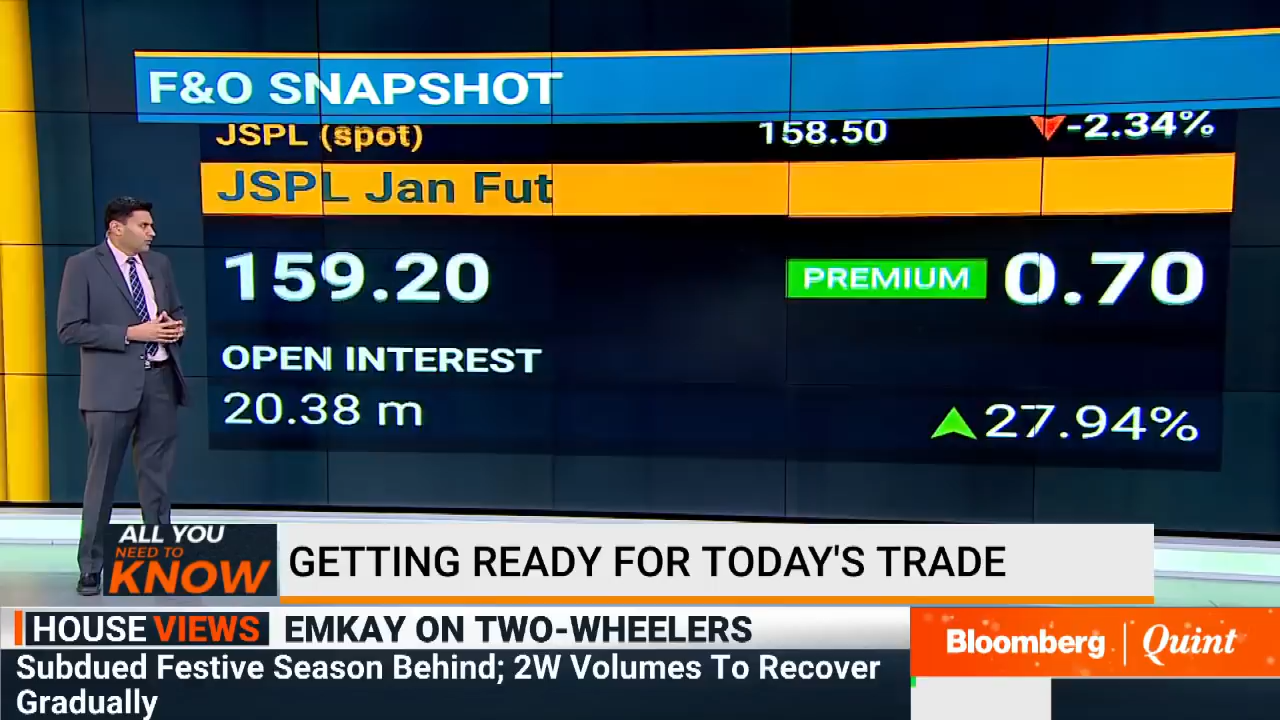 F&O SNAPSHOT
JSPL (spot) 158.50 -2.34%
JSPL Jan Fut
159.20 PREMIUM 0.70
OPEN INTEREST
20.38 m 27.94%
ALL YOU
NEED TO
KNOW
GETTING READY FOR TODAY'S TRADE
HOUSE VIEWS EMKAY ON TWO-WHEELERS
Bloomberg | Quint
Subdued Festive Season Behind; 2W Volumes To Recover
Gradually